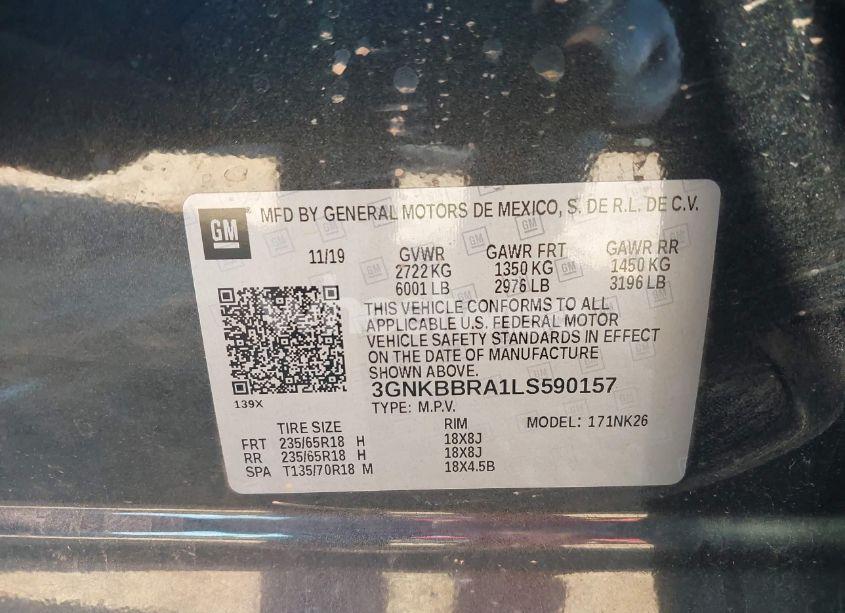 GM MFD BY GENERAL MOTORS DE MEXICO, S. DE R.L. DE C.V.
11/19 GVWR GAWR FRT GAWR RR
2722 KG 1350 KG 1450 KG
6001 LB 2976 LB 3196 LB
THIS VEHICLE CONFORMS TO ALL
APPLICABLE U.S. FEDERAL MOTOR
VEHICLE SAFETY STANDARDS IN EFFECT
ON THE DATE OF MANUFACTURE
SHOWN ABOVE.
139X
3GNKBBRA1LS590157
TYPE: M.P.V.
TIRE SIZE RIM MODEL: 171NK26
FRT 235/65R18 H 18X8J
RR 235/65R18 H 18X8J
SPA T135/70R18 M 18X4.5B